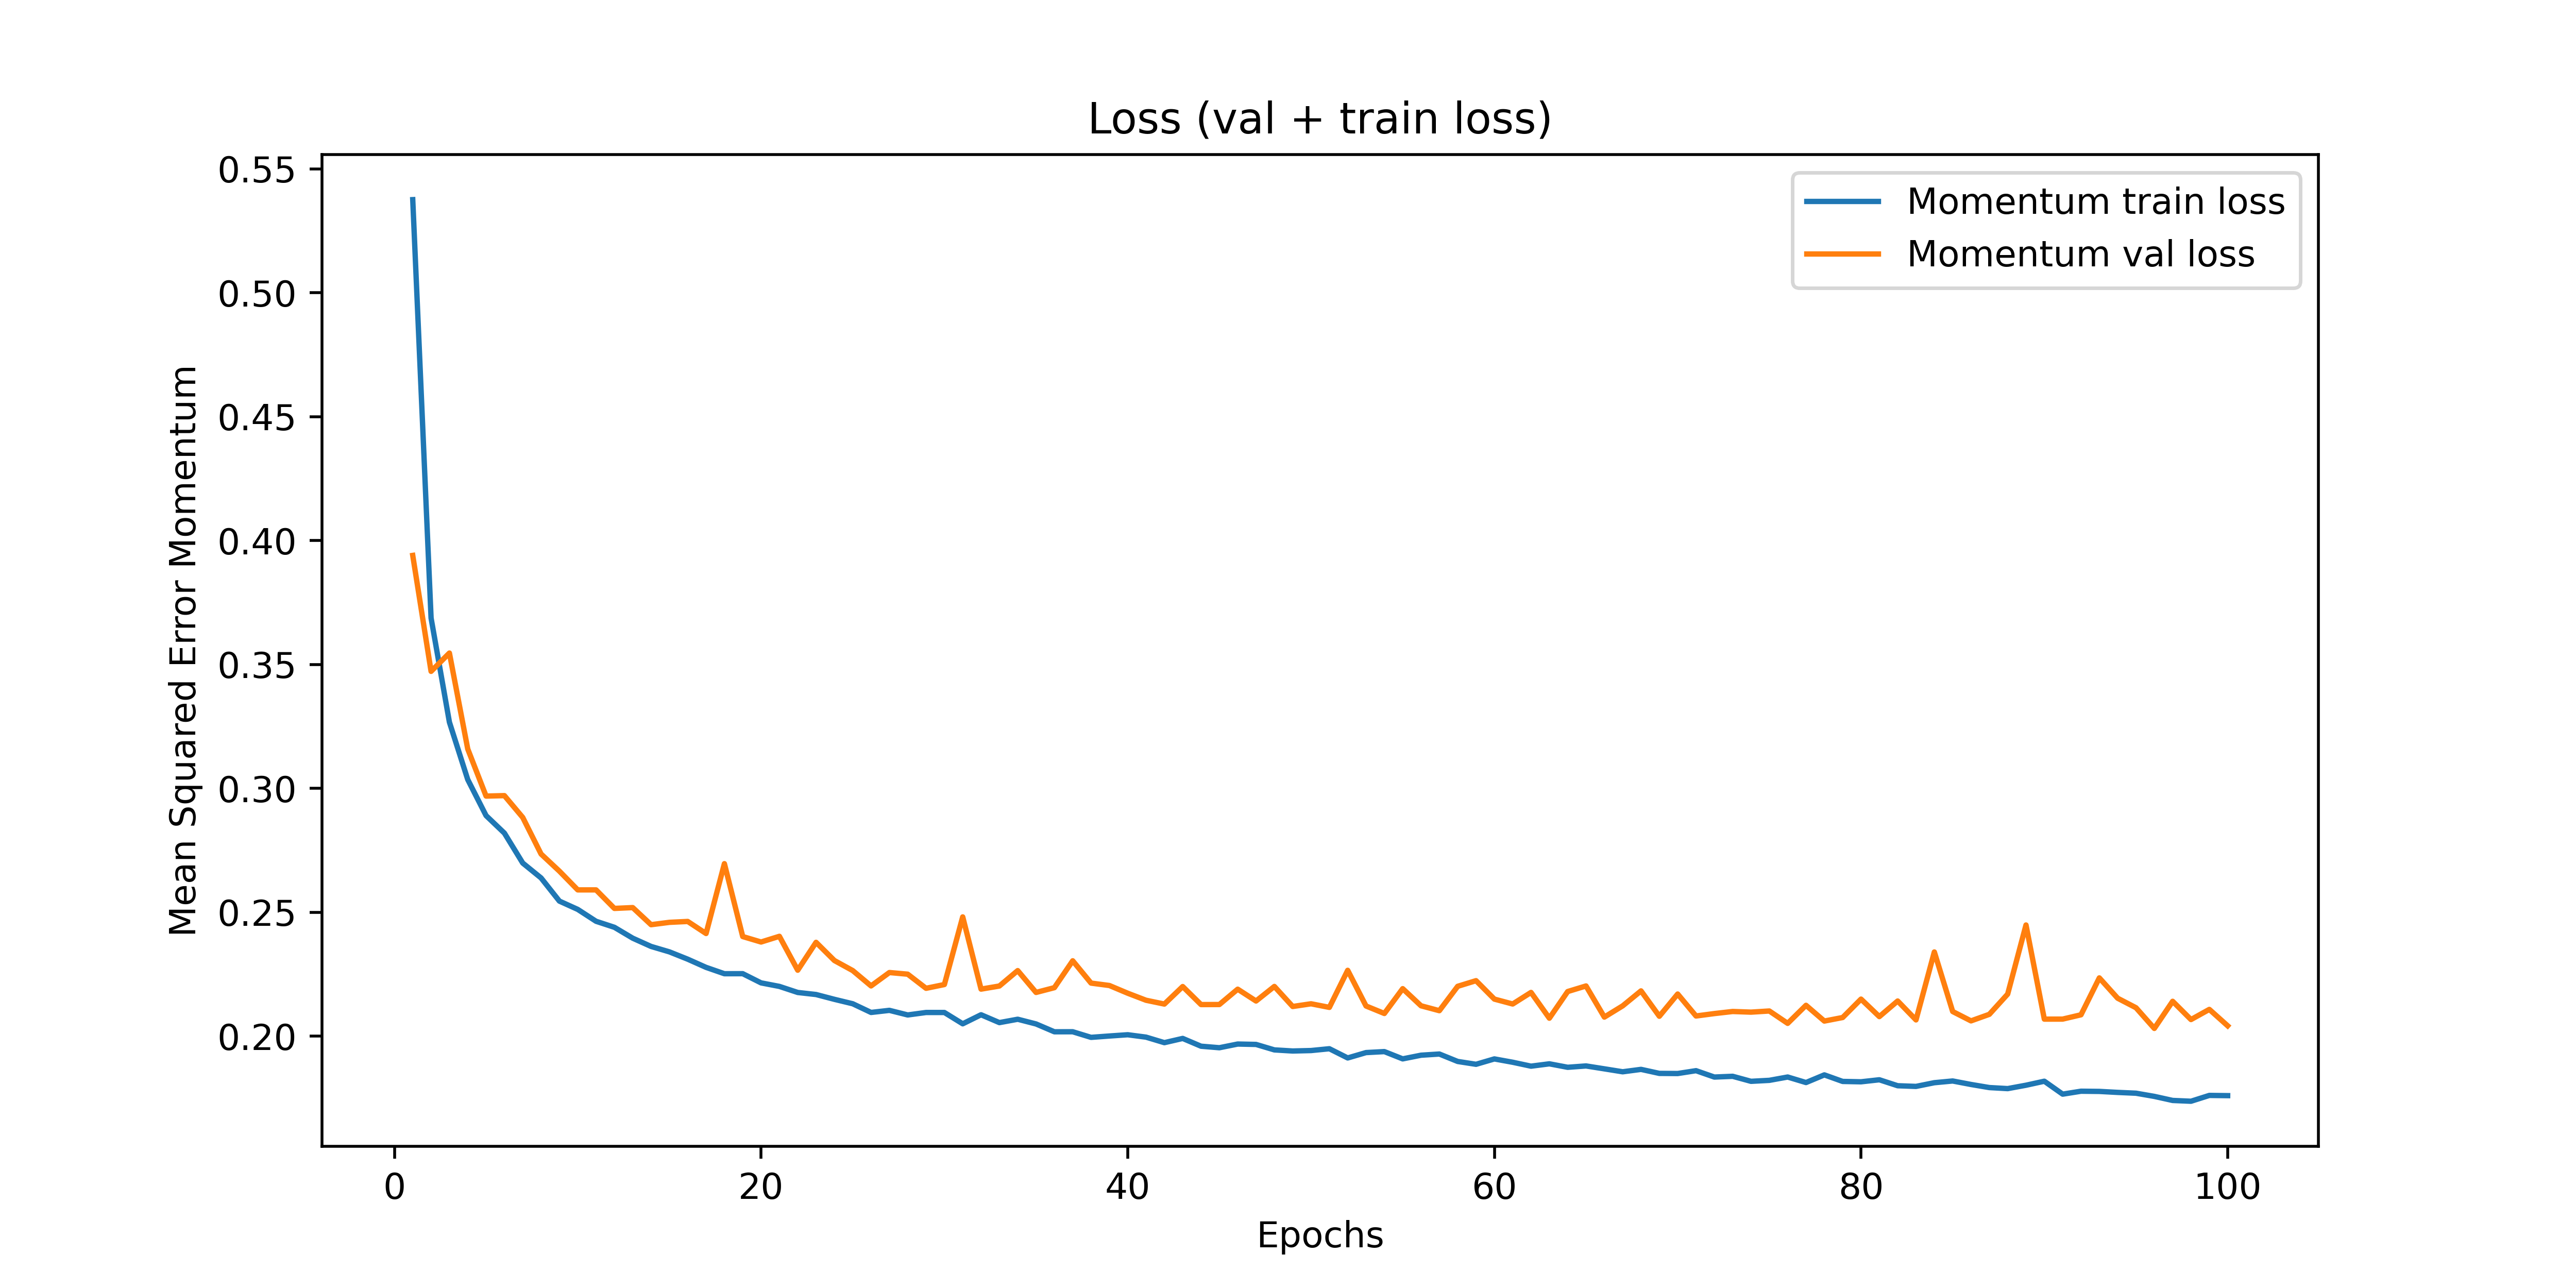 Loss (val + train loss)
Momentum train loss
Momentum val loss
Mean Squared Error Momentum
0.55
0.50
0.45
0.40
0.35
0.30
0.25
0.20
0 20 40 60 80 100
Epochs